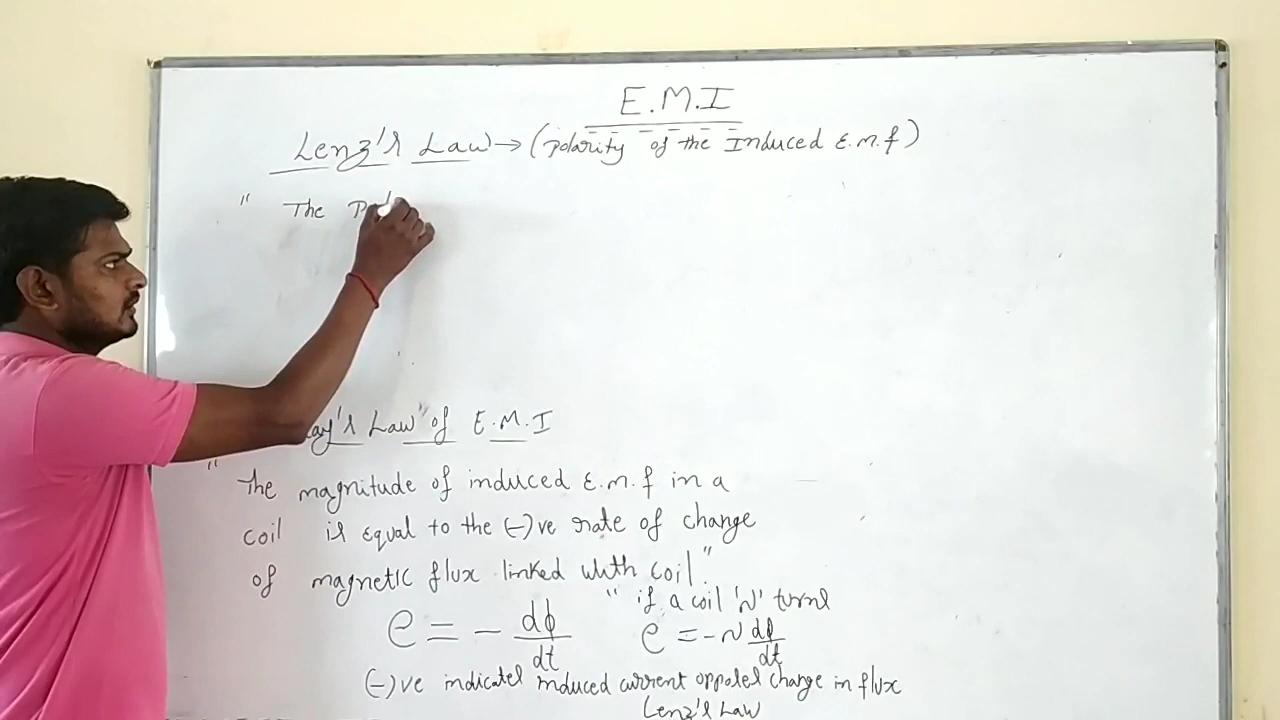 E.M.I
Lenz's Law → (polarity of the Induced E.m.f)
" The
Law" of E.M.I
"
The magnitude of induced E.m.f in a
coil is equal to the (-)ve rate of change
of magnetic flux linked whth coil."
" if a coil 'N' turns
e = - dϕ/dt e = -N dϕ/dt
(-)ve indicates induced current opposes change in flux
Lenz's Law